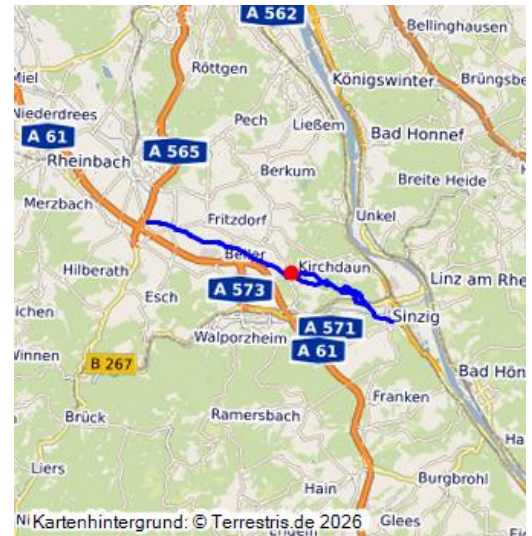 A 562
Bellinghausen
Röttgen
Miel
Königswinter
Brüngsbe
Pech
Ließem
Niederdrees
A 61
Bad Honnef
A 565
Rheinbach
Berkum
Breite Heide
Merzbach
Fritzdorf
Unkel
Kirchdaun
Hilberath
A 573
Linz am Rhe
Esch
Sinzig
A 571
Walporzheim
A 61
Winnen
B 267
Bad Hön
Franken
Brück
Ramersbach
Liers
Burgbrohl
Hain
Glees
Kartenhintergrund: © Terrestris.de 2026